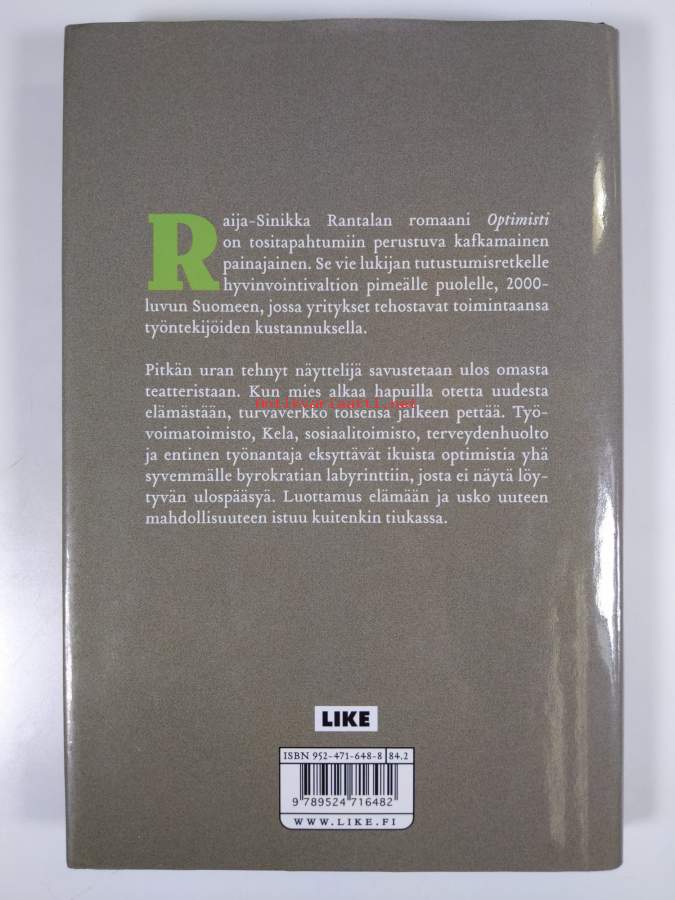 Raija-Sinikka Rantalan romaani Optimisti
on tositapahtumiin perustuva kafkamainen
painajainen. Se vie lukijan tutustumisretkelle
hyvinvointivaltion pimeälle puolelle, 2000-
luvun Suomeen, jossa yritykset tehostavat toimintaansa
työntekijöiden kustannuksella.
Pitkän uran tehnyt näyttelijä savustetaan ulos omasta
teatteristaan. Kun mies alkaa hapuilla otetta uudesta
antikvariaatti.net
elämästään, turvaverkko toisensa jälkeen pettää. Työ-
voimatoimisto, Kela, sosiaalitoimisto, terveydenhuolto
ja entinen työnantaja eksyttävät ikuista optimistia yhä
syvemmälle byrokratian labyrinttiin, josta ei näytä löy-
tyvän ulospääsyä. Luottamus elämään ja usko uuteen
mahdollisuuteen istuu kuitenkin tiukassa.
LIKE
ISBN 952-471-648-8 84.2
9 789524 716482
WWW.LIKE.FI